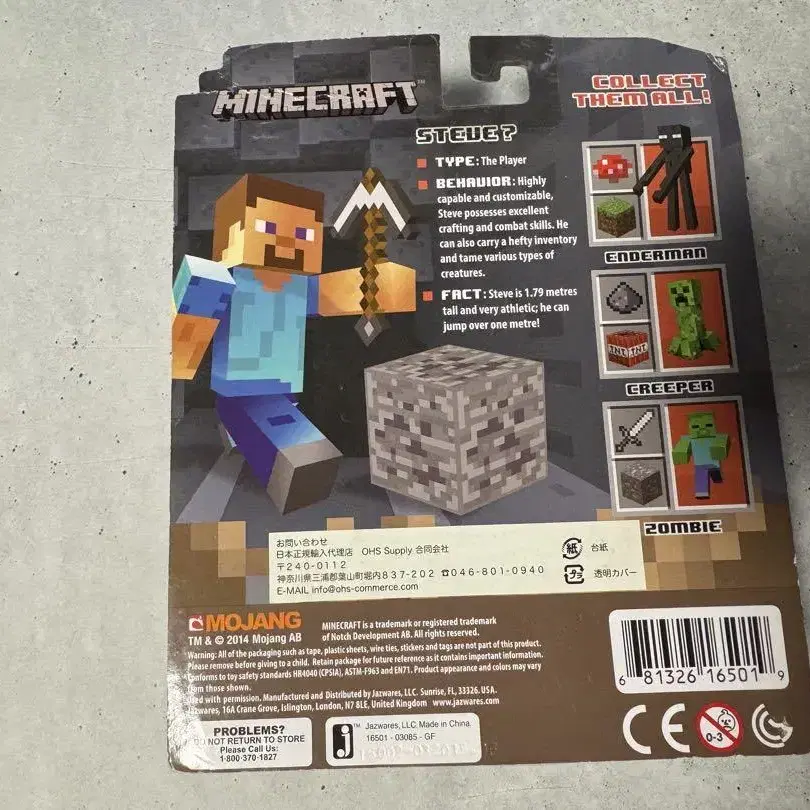 MINECRAFT
COLLECT
THEM ALL!
STEVE?
TYPE: The Player
BEHAVIOR: Highly
capable and customizable,
Steve possesses excellent
crafting and combat skills. He
can also carry a hefty inventory
and tame various types of
creatures.
FACT: Steve is 1.79 metres
tall and very athletic; he can
jump over one metre!
ENDERMAN
TNT TNT
CREEPER
ZOMBIE
お問い合わせ
日本正規輸入代理店 OHS Supply 合同会社
〒240-0112
神奈川県三浦郡葉山町堀内837-202 ☎046-801-0940
E-MAIL info@ohs-commerce.com
紙 台紙
プラ 透明カバー
MOJANG
TM & © 2014 Mojang AB
MINECRAFT is a trademark or registered trademark
of Notch Development AB. All rights reserved.
Warning: All of the packaging such as tape, plastic sheets, wire ties, stickers and tags are not part of this product.
Please remove before giving to a child. Retain package for future reference as it contains important information.
Conforms to toy safety standards HR4040 (CPSIA), ASTM-F963 and EN71. Product appearance and colors may vary
from those shown.
Used with permission. Manufactured and Distributed by Jazwares, LLC. Sunrise, FL, 33326. USA.
Jazwares, 16A Crane Grove, Islington, London, N7 8LE, United Kingdom www.jazwares.com
PROBLEMS?
DO NOT RETURN TO STORE
Please Call Us:
1-800-370-1827
j™
Jazwares, LLC. Made in China.
16501 - 03085 - GF
6 81326 16501 9
CE
0-3